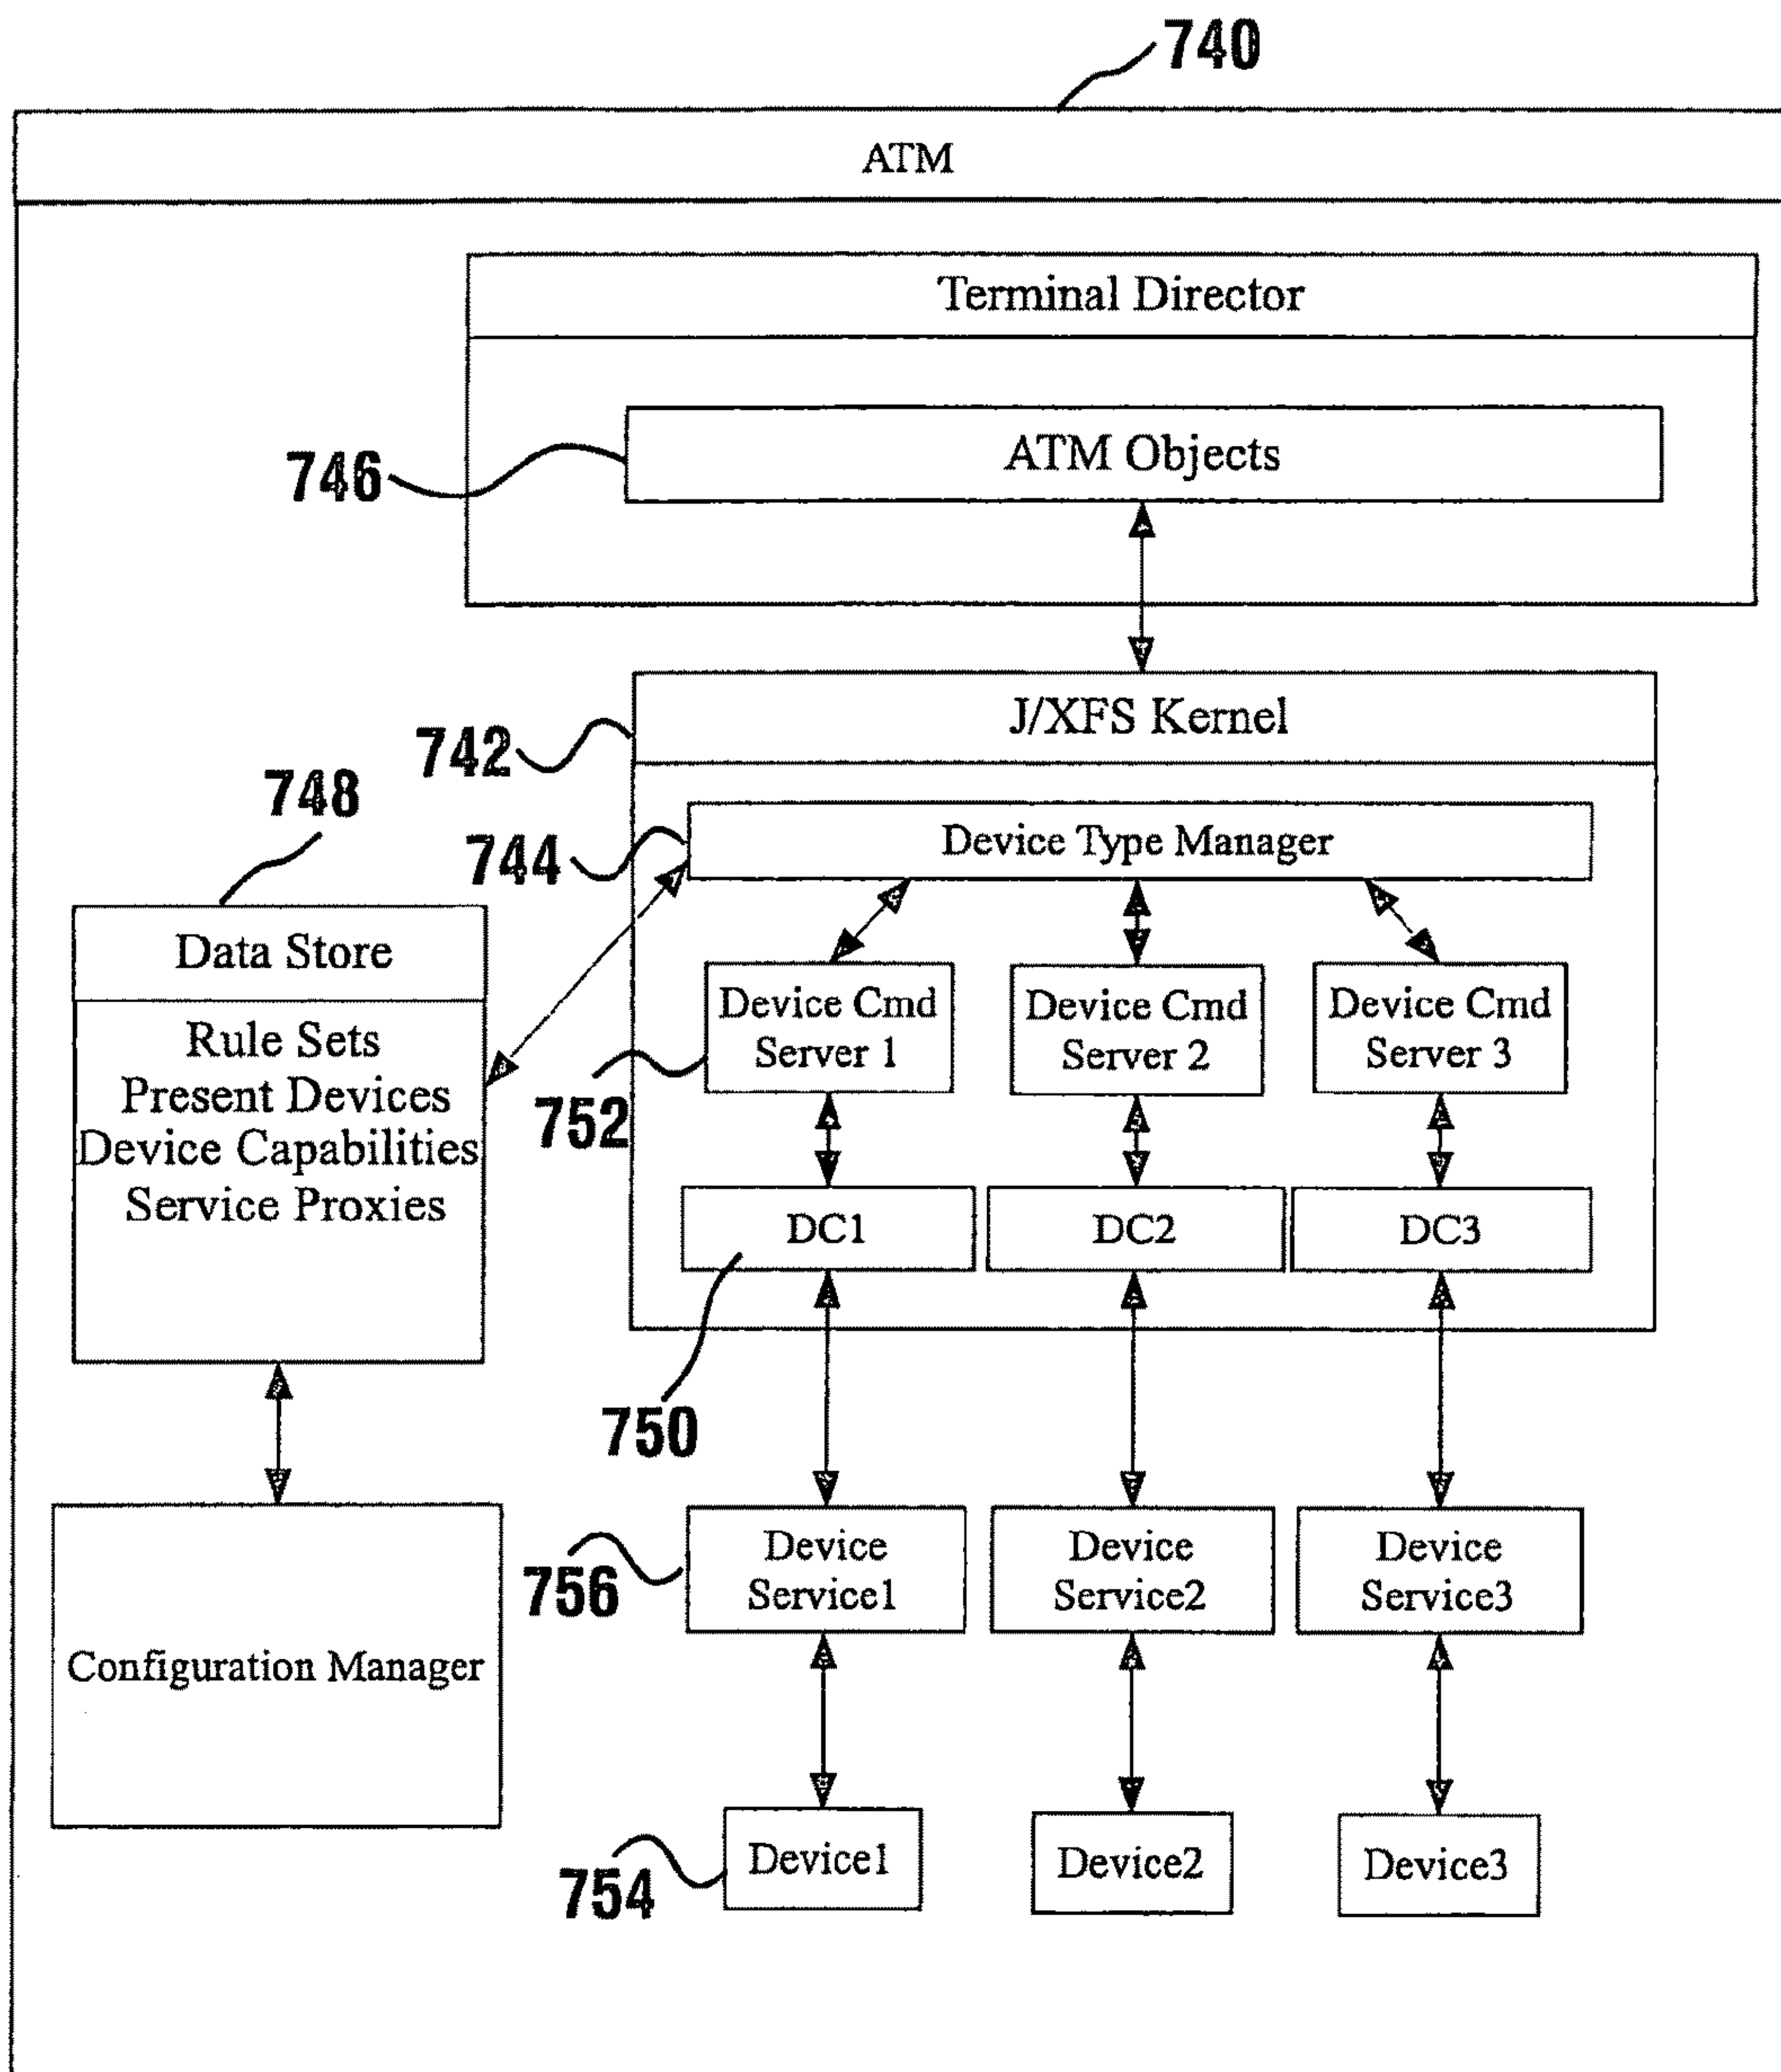 740
ATM
Terminal Director
746
ATM Objects
742
J/XFS Kernel
748
744
Device Type Manager
Data Store
Rule Sets
Present Devices
Device Capabilities
Service Proxies
752
Device Cmd
Server 1
Device Cmd
Server 2
Device Cmd
Server 3
DC1
DC2
DC3
750
Configuration Manager
756
Device
Service1
Device
Service2
Device
Service3
754
Device1
Device2
Device3